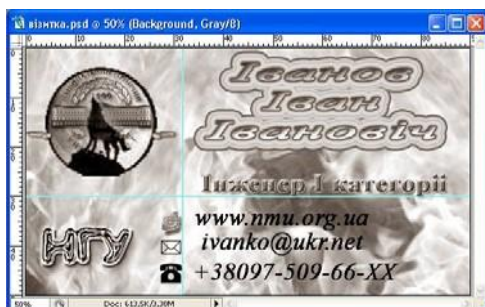 візитка.psd @ 50% (Background, Gray/8)
Іванов
Іван
Івановіч
Інженер І категорії
НГУ
www.nmu.org.ua
ivanko@ukr.net
+38097-509-66-XX
50%